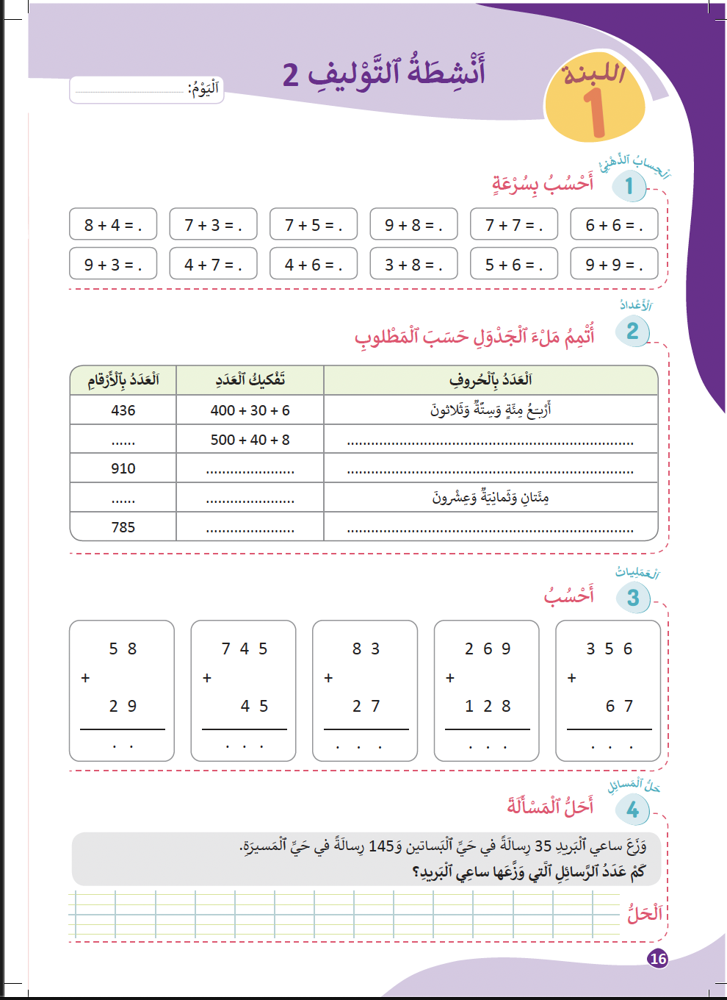 أَنْشِطَةُ ٱلتَّوْليفِ 2
اللبنة
1
اَلْيَوْمُ: ........................
اَلْحِسابُ ٱلذِّهْنِيُّ
1
أَحْسُبُ بِسُرْعَةٍ
8 + 4 = . 7 + 3 = . 7 + 5 = . 9 + 8 = . 7 + 7 = . 6 + 6 = .
9 + 3 = . 4 + 7 = . 4 + 6 = . 3 + 8 = . 5 + 6 = . 9 + 9 = .
اَلْأَعْدادُ
2
أُتْمِمُ مَلْءَ ٱلْجَدْوَلِ حَسَبَ ٱلْمَطْلوبِ
اَلْعَدَدُ بِٱلْحُروفِ تَفْكيكُ ٱلْعَدَدِ اَلْعَدَدُ بِٱلْأَرْقامِ
أَرْبَعُ مِئَةٍ وَسِتَّةٌ وَثَلاثونَ 400 + 30 + 6 436
.................................... 500 + 40 + 8 ......
.................................... ...................... 910
مِئَتانِ وَثَمانِيَةٌ وَعِشْرونَ ...................... ......
.................................... ...................... 785
اَلْعَمَلِياتُ
3
أَحْسُبُ
5 8 7 4 5 8 3 2 6 9 3 5 6
+ + + + +
2 9 4 5 2 7 1 2 8 6 7
. . . . . . . . . . . . . .
حَلُّ ٱلْمَسائِلِ
4
أَحَلُّ ٱلْمَسْأَلَةَ
وَزَعَ ساعي ٱلْبَريدِ 35 رِسالَةً في حَيِّ ٱلْبَساتين وَ145 رِسالَةً في حَيِّ ٱلْمَسيرَةِ.
كَمْ عَدَدُ ٱلرَّسائِلِ ٱلَّتي وَزَّعَها ساعِي ٱلْبَريدِ؟
اَلْحَلُّ
16